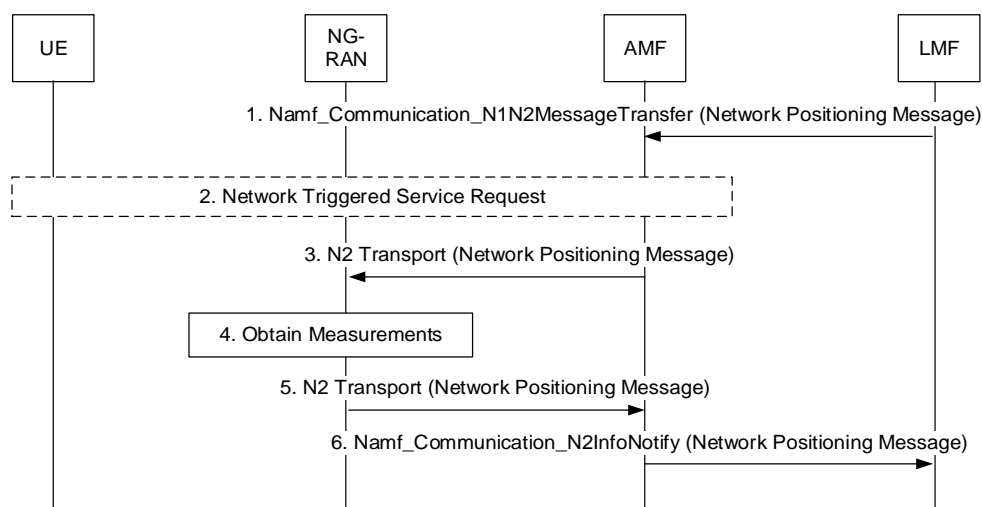 UE
NG-
RAN
AMF
LMF
1. Namf_Communication_N1N2MessageTransfer (Network Positioning Message)
2. Network Triggered Service Request
3. N2 Transport (Network Positioning Message)
4. Obtain Measurements
5. N2 Transport (Network Positioning Message)
6. Namf_Communication_N2InfoNotify (Network Positioning Message)